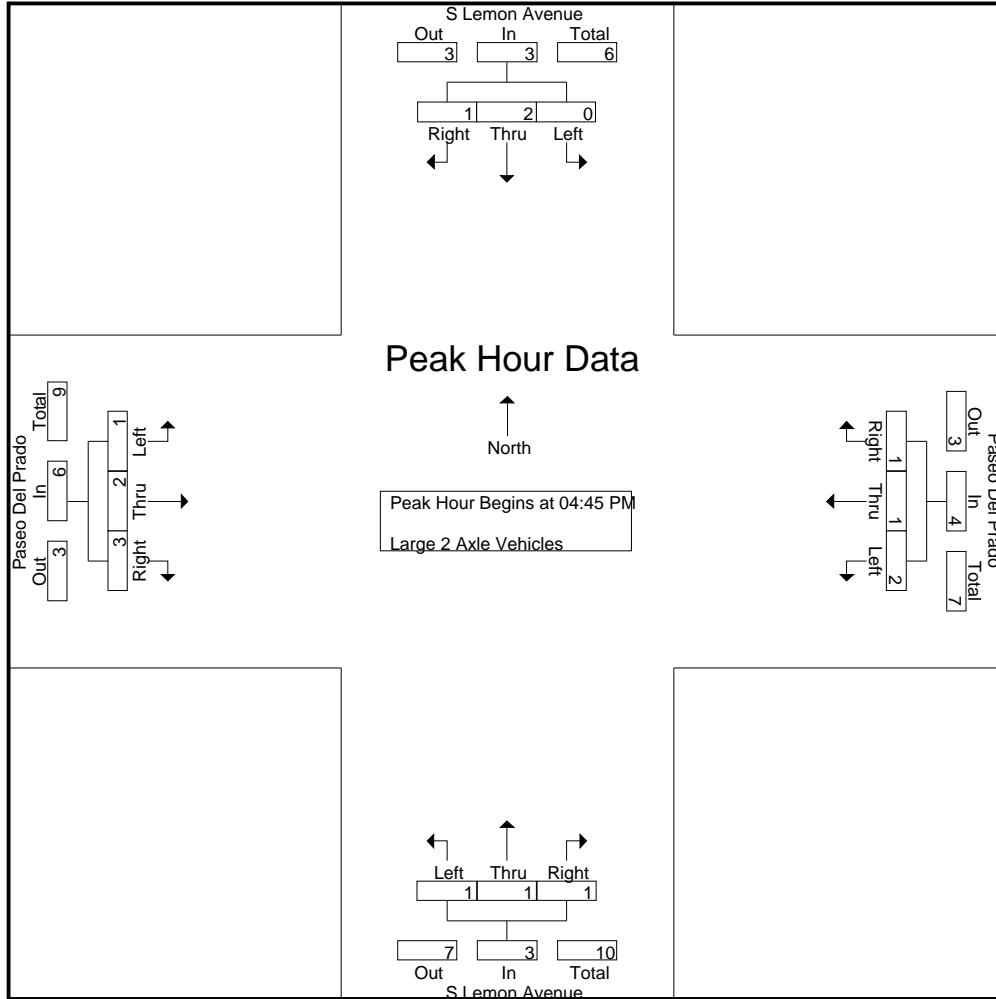 S Lemon Avenue
Out In Total
3 3 6
1 2 0
Right Thru Left
Peak Hour Data
North
Peak Hour Begins at 04:45 PM
Large 2 Axle Vehicles
Paseo Del Prado
Out In Total
3 6 9
Right Thru Left
3 2 1
Paseo Del Prado
Out In Total
3 4 7
Right Thru Left
1 1 2
Left Thru Right
1 1 1
7 3 10
Out In Total
S Lemon Avenue